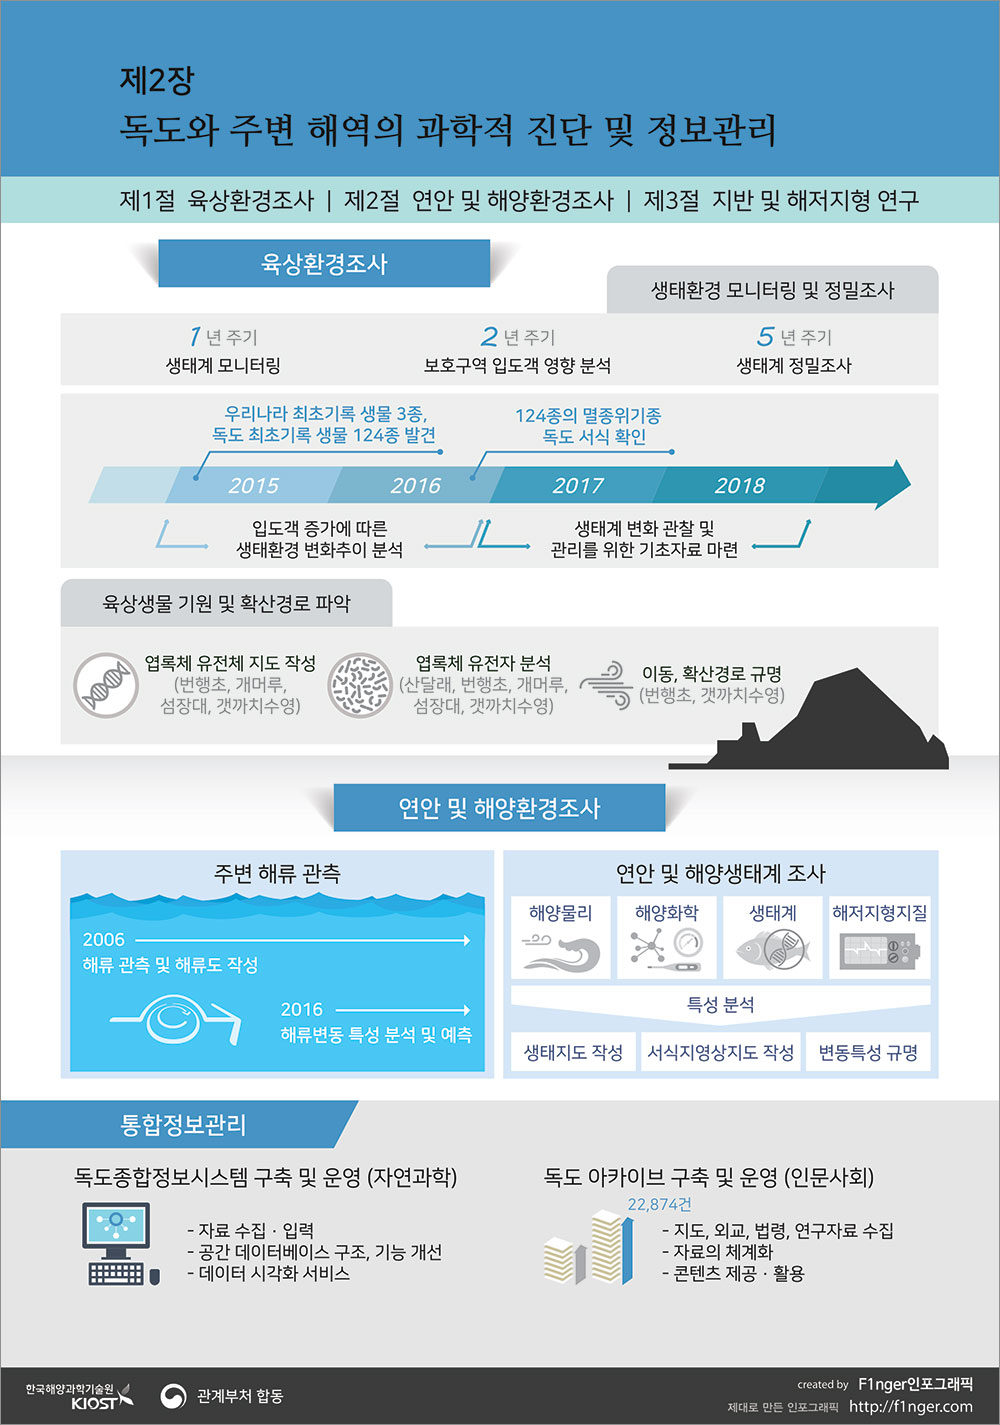 제2장
독도와 주변 해역의 과학적 진단 및 정보관리
제1절 육상환경조사 | 제2절 연안 및 해양환경조사 | 제3절 지반 및 해저지형 연구
육상환경조사
생태환경 모니터링 및 정밀조사
1년 주기
생태계 모니터링
2년 주기
보호구역 입도객 영향 분석
5년 주기
생태계 정밀조사
우리나라 최초기록 생물 3종,
독도 최초기록 생물 124종 발견
124종의 멸종위기종
독도 서식 확인
2015
2016
2017
2018
입도객 증가에 따른
생태환경 변화추이 분석
생태계 변화 관찰 및
관리를 위한 기초자료 마련
육상생물 기원 및 확산경로 파악
엽록체 유전체 지도 작성
(번행초, 개머루,
섬장대, 갯까치수영)
엽록체 유전자 분석
(산달래, 번행초, 개머루,
섬장대, 갯까치수영)
이동, 확산경로 규명
(번행초, 갯까치수영)
연안 및 해양환경조사
주변 해류 관측
2006
해류 관측 및 해류도 작성
2016
해류변동 특성 분석 및 예측
연안 및 해양생태계 조사
해양물리
해양화학
생태계
해저지형지질
특성 분석
생태지도 작성
서식지영상지도 작성
변동특성 규명
통합정보관리
독도종합정보시스템 구축 및 운영 (자연과학)
- 자료 수집 · 입력
- 공간 데이터베이스 구조, 기능 개선
- 데이터 시각화 서비스
독도 아카이브 구축 및 운영 (인문사회)
22,874건
- 지도, 외교, 법령, 연구자료 수집
- 자료의 체계화
- 콘텐츠 제공 · 활용
한국해양과학기술원
KIOST
관계부처 합동
created by F1nger인포그래픽
제대로 만든 인포그래픽 http://f1nger.com